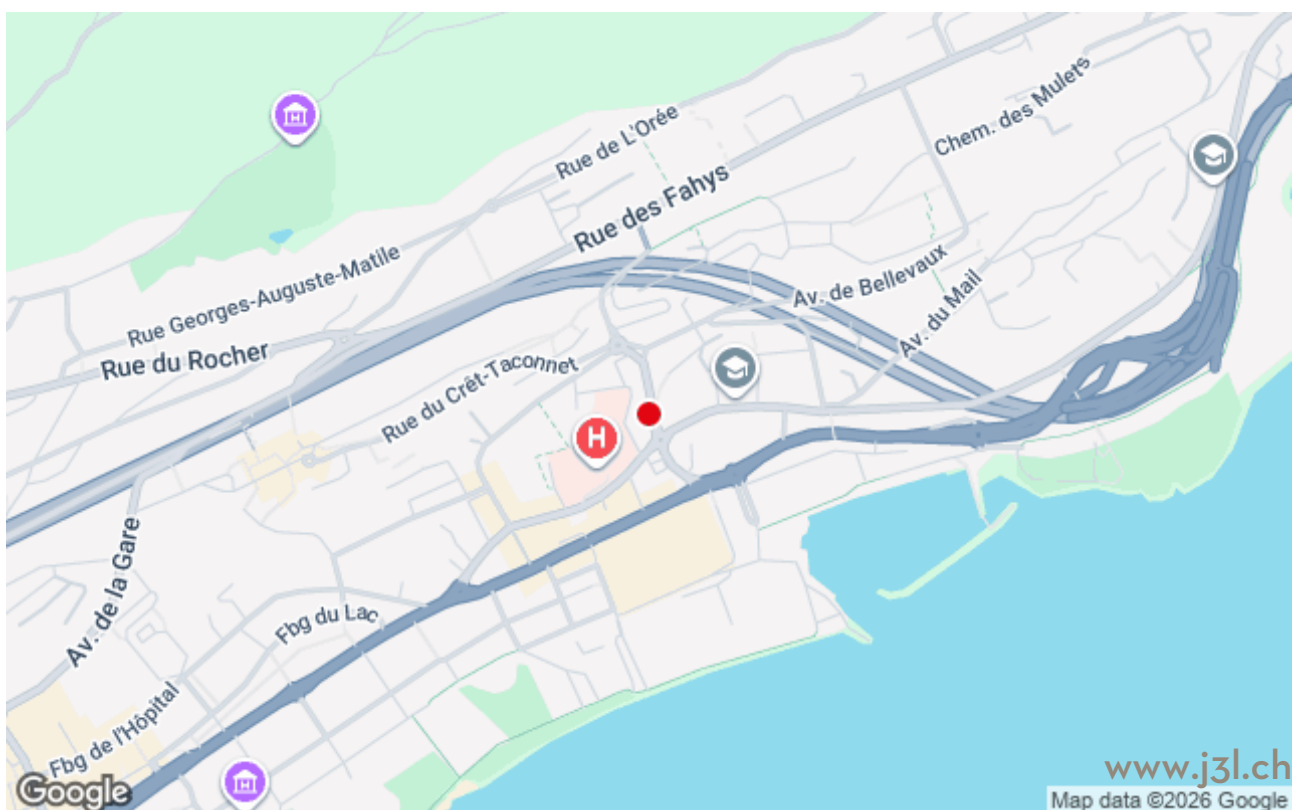 Chem. des Mulets
Rue de L'Orée
Rue des Fahys
Rue Georges-Auguste-Matile
Av. de Bellevaux
Av. du Mail
Rue du Rocher
Rue du Crêt-Taconnet
H
Av. de la Gare
Fbg du Lac
Fbg de l'Hôpital
www.j3l.ch
Google
Map data ©2026 Google